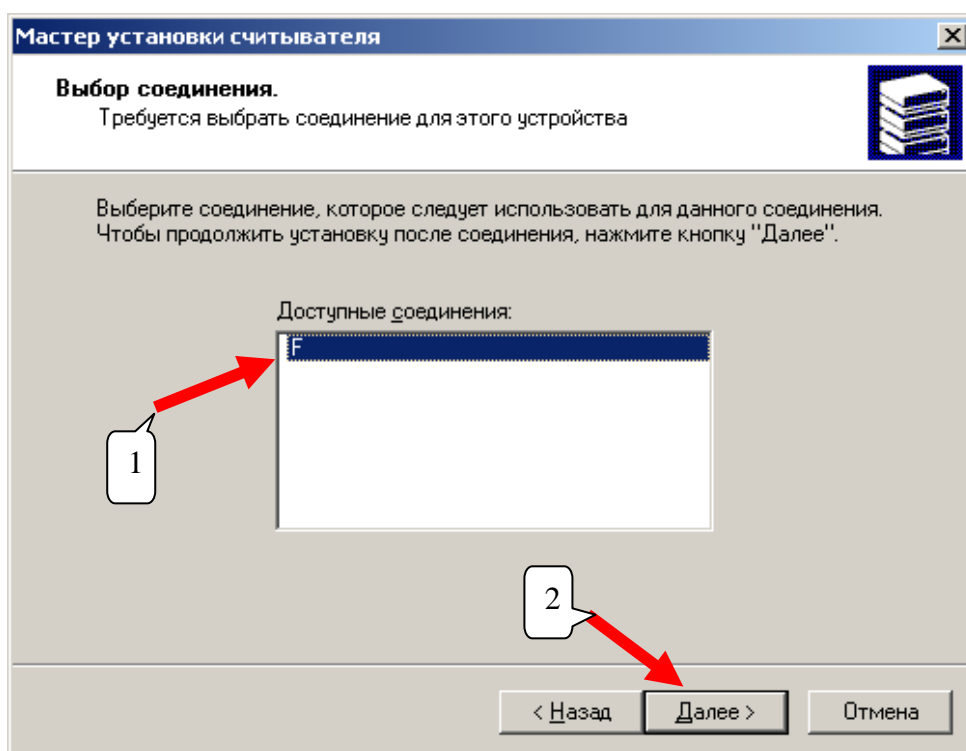 Мастер установки считывателя
Выбор соединения.
Требуется выбрать соединение для этого устройства
Выберите соединение, которое следует использовать для данного соединения.
Чтобы продолжить установку после соединения, нажмите кнопку "Далее".
Доступные соединения:
F
1
2
< Назад Далее > Отмена